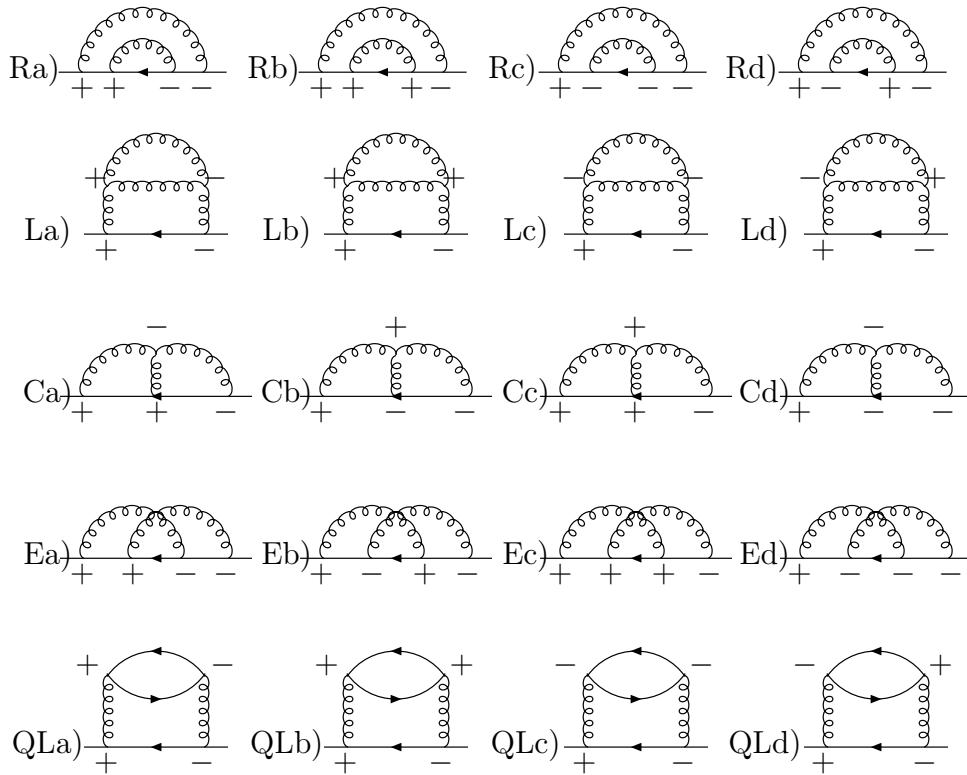 Ra) Rb) Rc) Rd)
+ + − − + + + − + − − − + − + −
+ − + + − − − +
La) Lb) Lc) Ld)
+ − + − + − + −
− + + −
Ca) Cb) Cc) Cd)
+ + − + − − + + − + − −
Ea) Eb) Ec) Ed)
+ + − − + − + − + + + − + − − −
+ − + + − − − +
QLa) QLb) QLc) QLd)
+ − + − + − + −